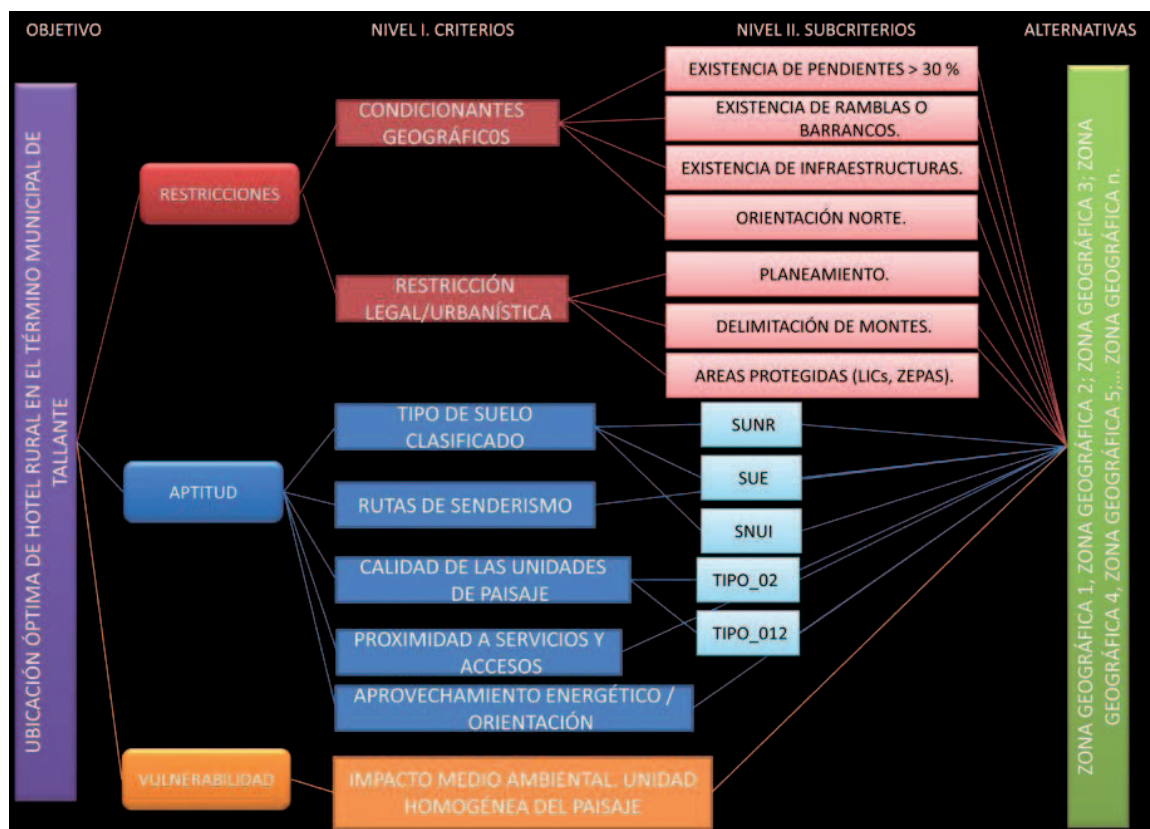 OBJETIVO
NIVEL I. CRITERIOS
NIVEL II. SUBCRITERIOS
ALTERNATIVAS
UBICACIÓN ÓPTIMA DE HOTEL RURAL EN EL TÉRMINO MUNICIPAL DE
TALLANTE
RESTRICCIONES
CONDICIONANTES
GEOGRÁFICOS
EXISTENCIA DE PENDIENTES > 30 %
EXISTENCIA DE RAMBLAS O
BARRANCOS.
EXISTENCIA DE INFRAESTRUCTURAS.
ORIENTACIÓN NORTE.
RESTRICCIÓN
LEGAL/URBANÍSTICA
PLANEAMIENTO.
DELIMITACIÓN DE MONTES.
AREAS PROTEGIDAS (LICs, ZEPAS).
APTITUD
TIPO DE SUELO
CLASIFICADO
SUNR
SUE
SNUI
RUTAS DE SENDERISMO
CALIDAD DE LAS UNIDADES
DE PAISAJE
TIPO_02
TIPO_012
PROXIMIDAD A SERVICIOS Y
ACCESOS
APROVECHAMIENTO ENERGÉTICO /
ORIENTACIÓN
VULNERABILIDAD
IMPACTO MEDIO AMBIENTAL. UNIDAD
HOMOGÉNEA DEL PAISAJE
ZONA GEOGRÁFICA 1, ZONA GEOGRÁFICA 2; ZONA GEOGRÁFICA 3; ZONA
GEOGRÁFICA 4, ZONA GEOGRÁFICA 5;... ZONA GEOGRÁFICA n.